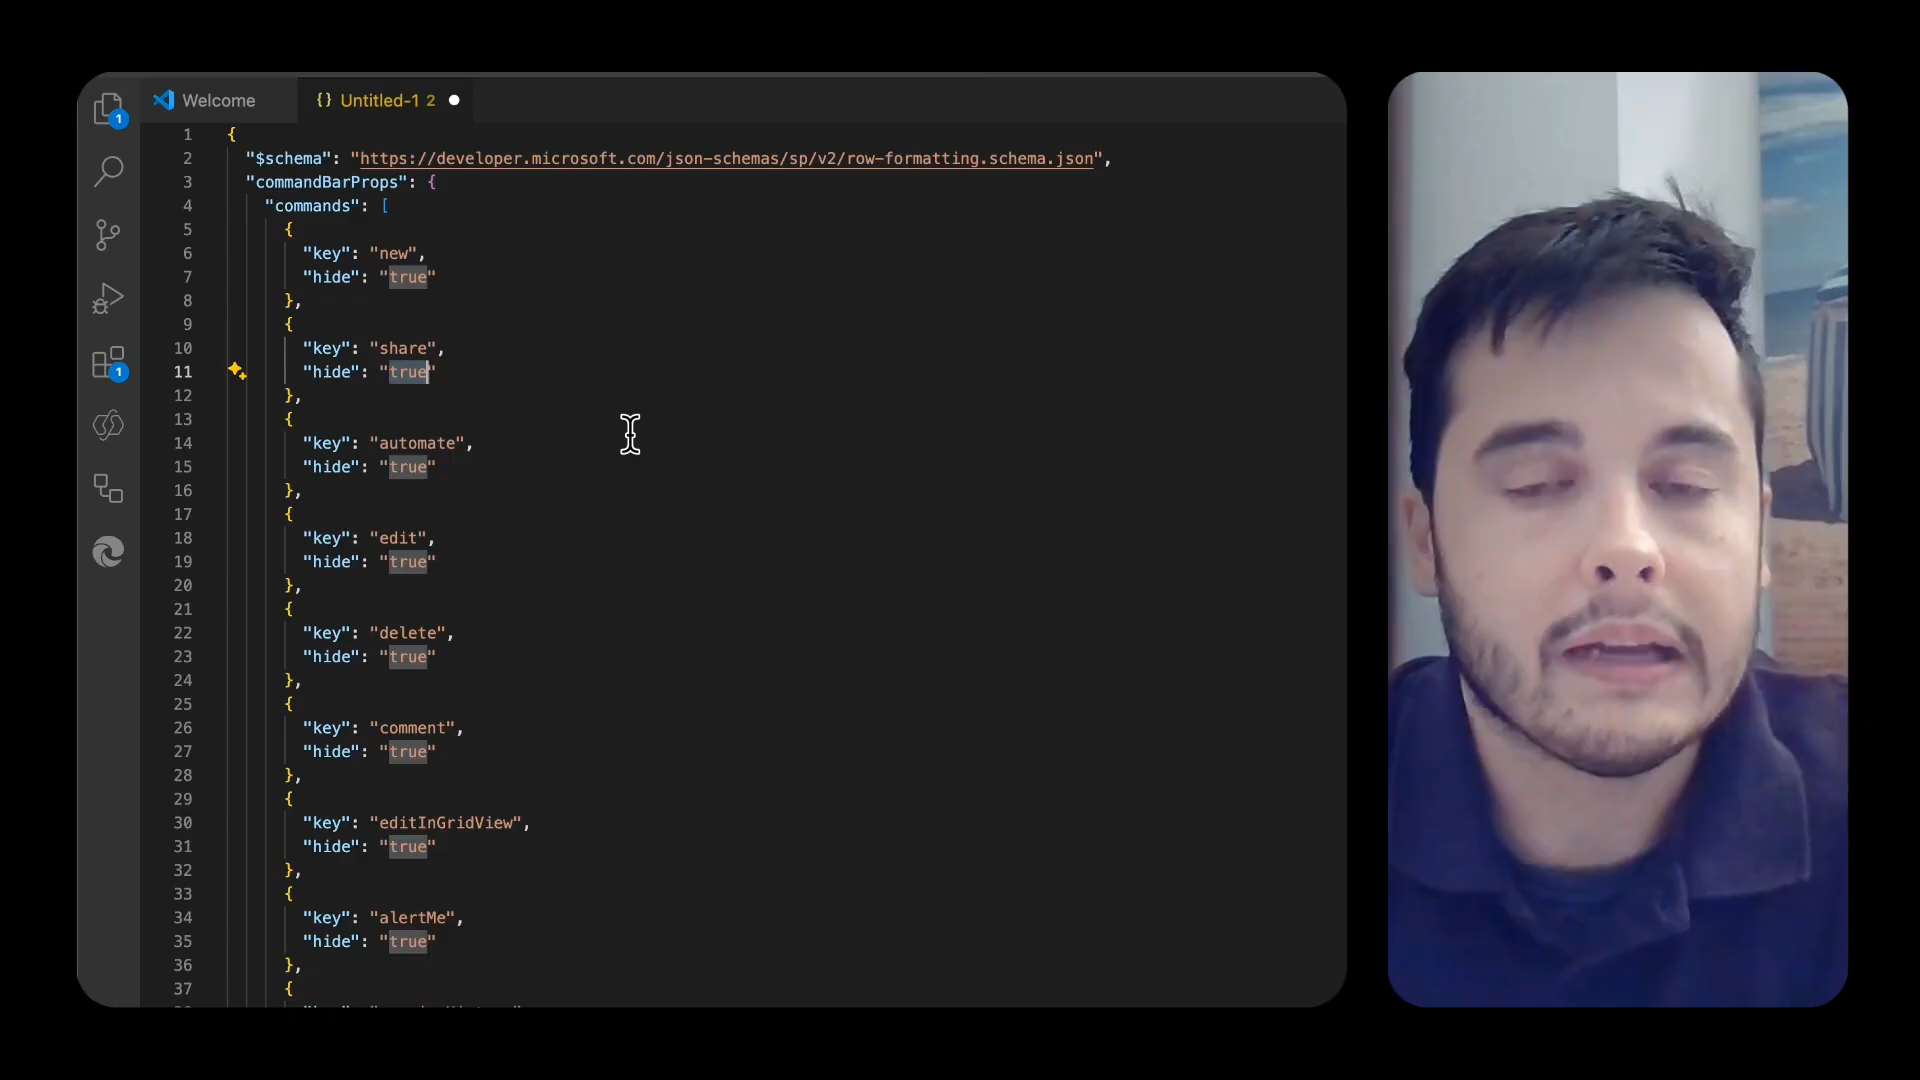 Welcome
{} Untitled-1 2
1
1
1 {
2 "$schema": "https://developer.microsoft.com/json-schemas/sp/v2/row-formatting.schema.json",
3 "commandBarProps": {
4 "commands": [
5 {
6 "key": "new",
7 "hide": "true"
8 },
9 {
10 "key": "share",
11 "hide": "true"
12 },
13 {
14 "key": "automate",
15 "hide": "true"
16 },
17 {
18 "key": "edit",
19 "hide": "true"
20 },
21 {
22 "key": "delete",
23 "hide": "true"
24 },
25 {
26 "key": "comment",
27 "hide": "true"
28 },
29 {
30 "key": "editInGridView",
31 "hide": "true"
32 },
33 {
34 "key": "alertMe",
35 "hide": "true"
36 },
37 {